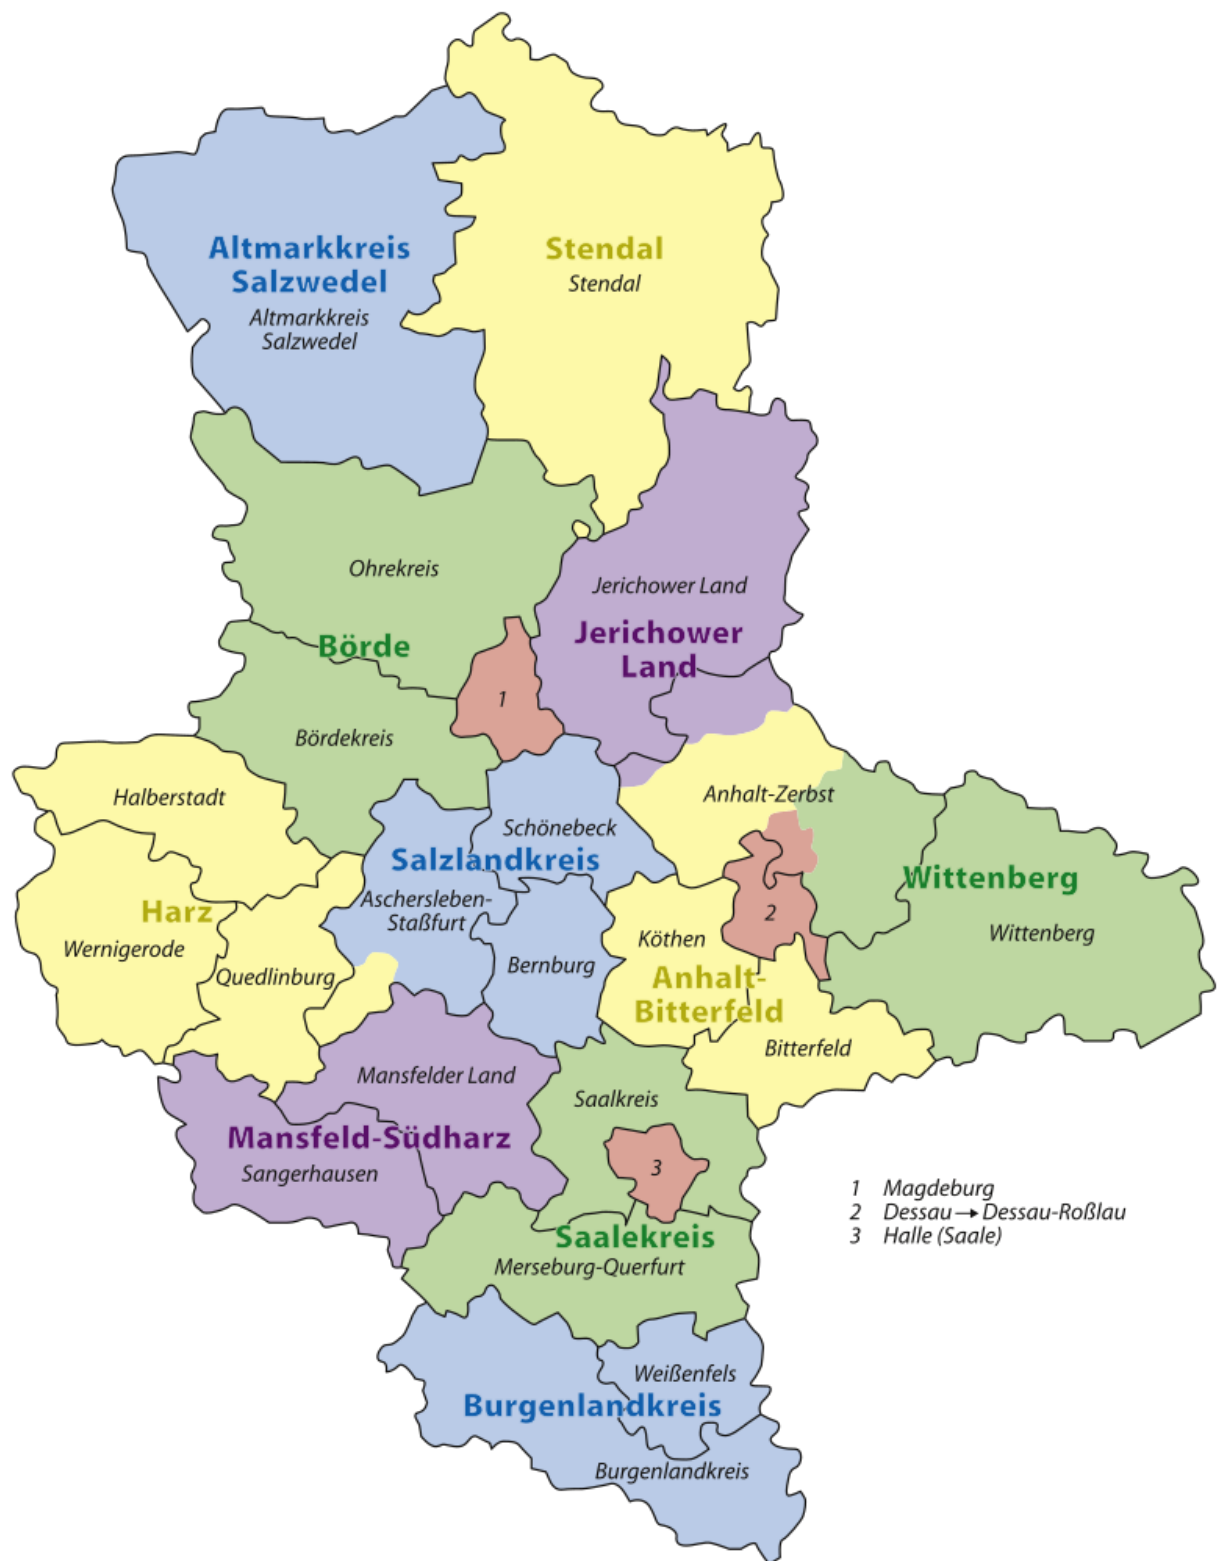 Altmarkkreis
Salzwedel
Altmarkkreis
Salzwedel
Stendal
Stendal
Ohrekreis
Börde
Bördekreis
Jerichower Land
Jerichower
Land
1
Halberstadt
Harz
Wernigerode
Quedlinburg
Schönebeck
Salzlandkreis
Aschersleben-
Staßfurt
Bernburg
Anhalt-Zerbst
Köthen
2
Anhalt-
Bitterfeld
Bitterfeld
Wittenberg
Wittenberg
Mansfelder Land
Mansfeld-Südharz
Sangerhausen
Saalkreis
3
Saalekreis
Merseburg-Querfurt
Weißenfels
Burgenlandkreis
Burgenlandkreis
1 Magdeburg
2 Dessau → Dessau-Roßlau
3 Halle (Saale)